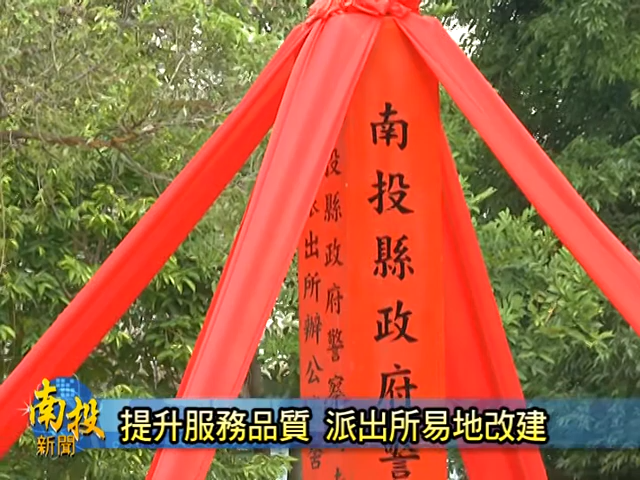 南投縣政府警
投縣政府警察
派出所辦公
南投
新聞
提升服務品質 派出所易地改建